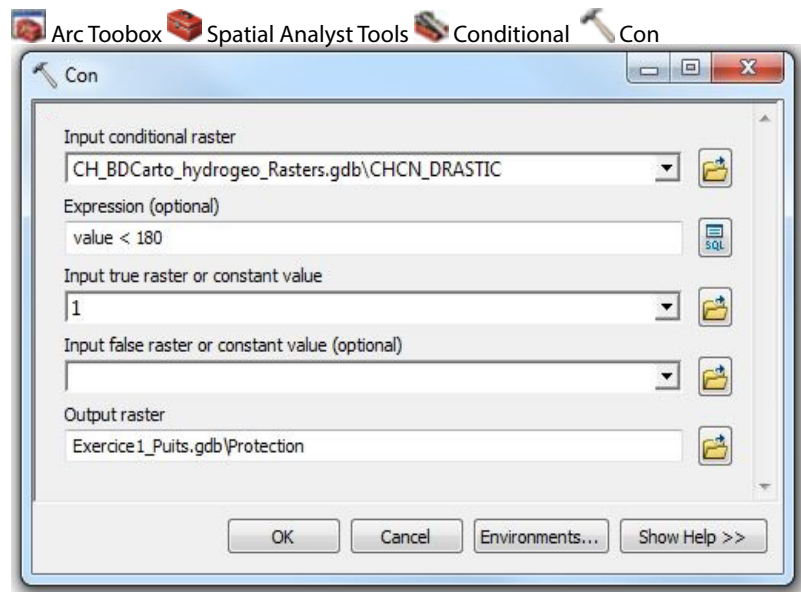 Arc Toobox Spatial Analyst Tools Conditional Con
Con
Input conditional raster
CH_BDCarto_hydrogeo_Rasters.gdb\CHCN_DRASTIC
Expression (optional)
value < 180
SQL
Input true raster or constant value
1
Input false raster or constant value (optional)
Output raster
Exercice1_Puits.gdb\Protection
OK Cancel Environments... Show Help >>